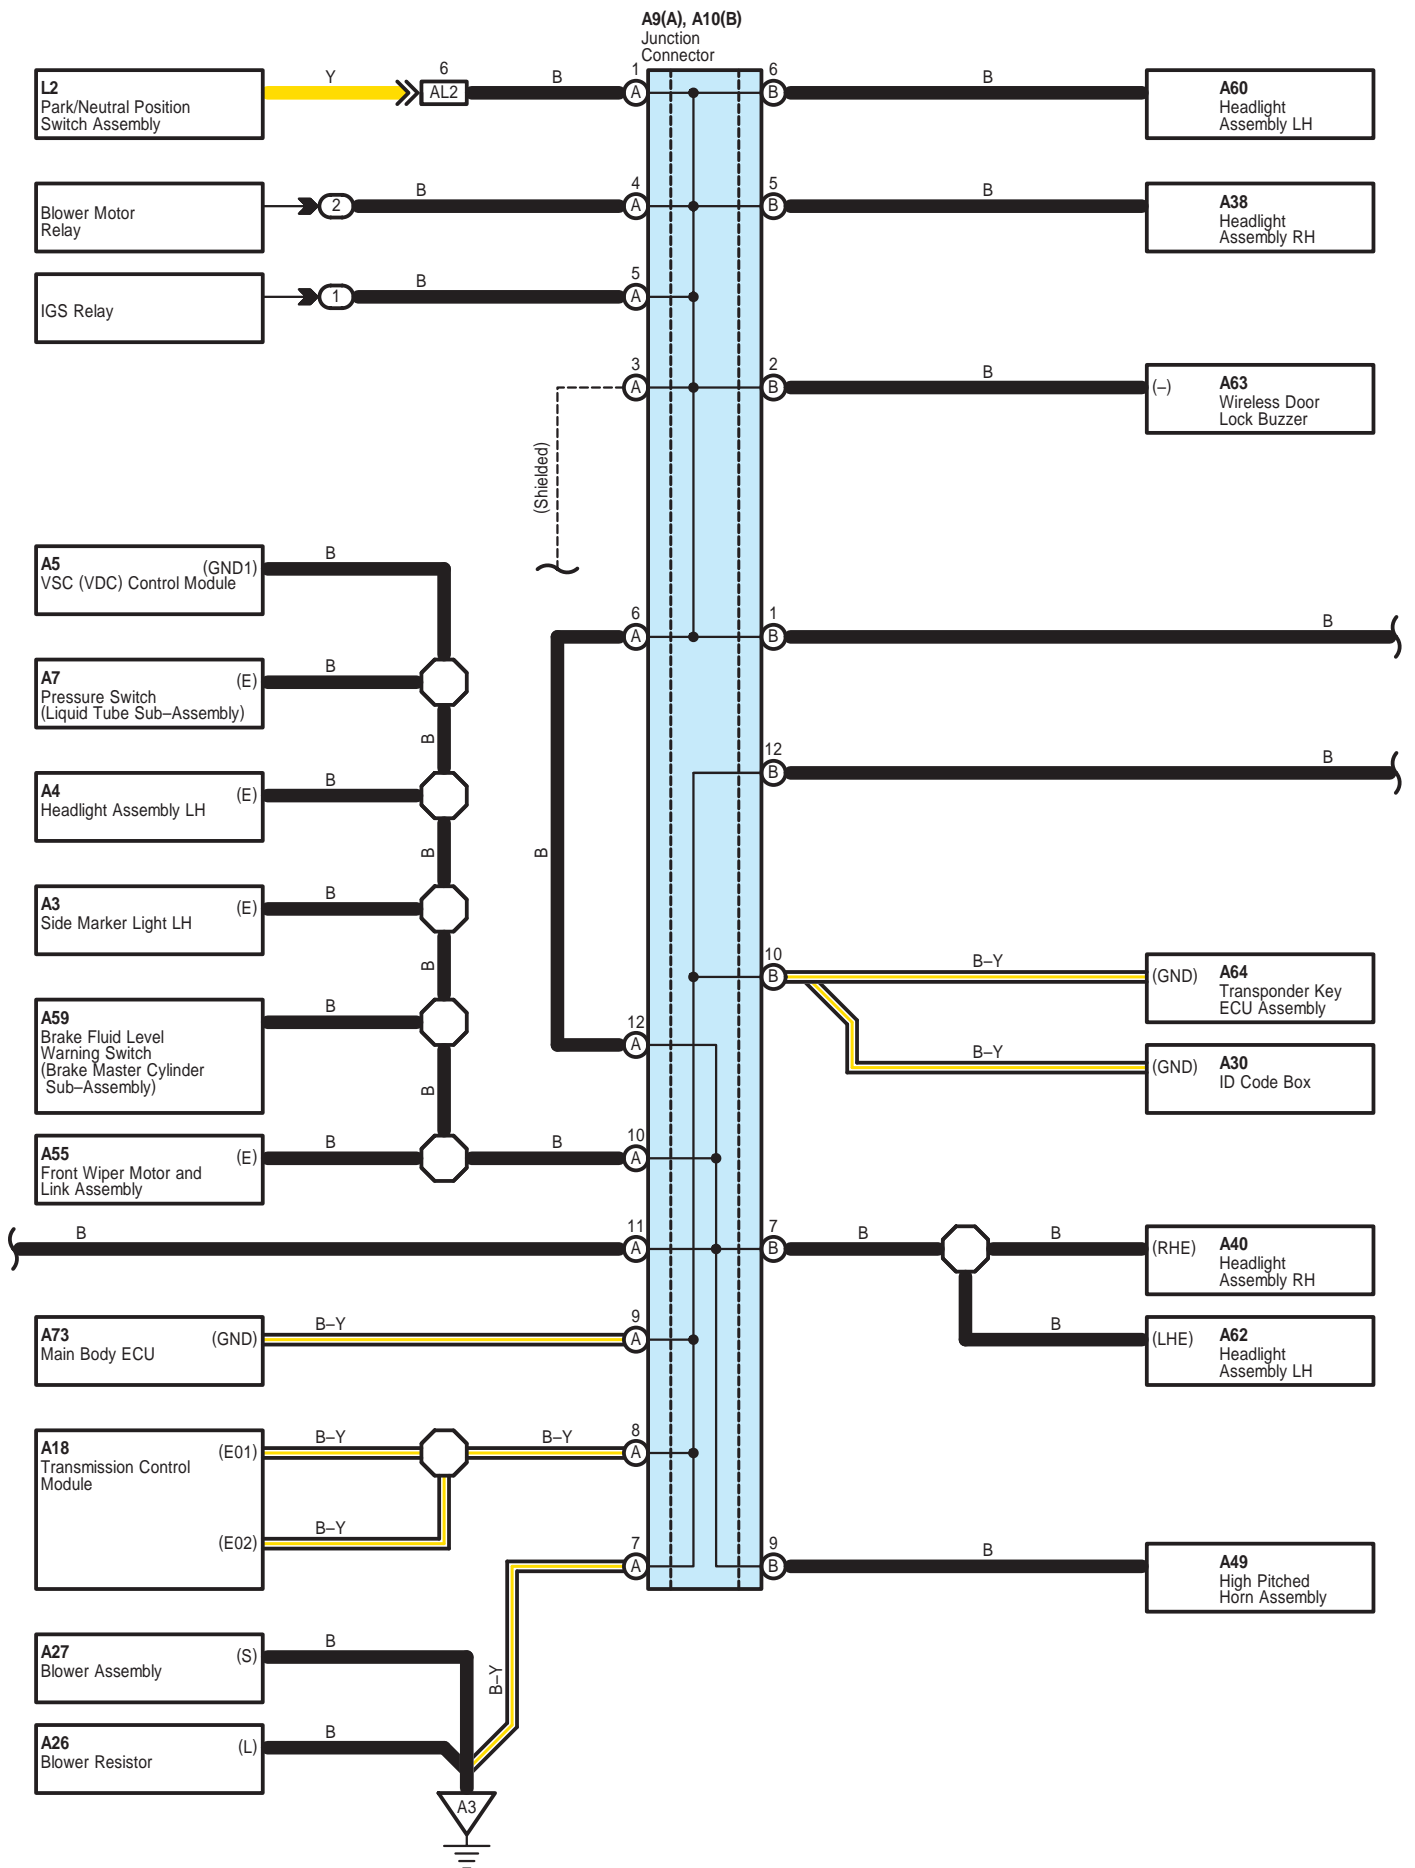 A9(A), A10(B)
Junction
Connector
L2
Park/Neutral Position
Switch Assembly
Y
6
AL2
B
1
A
6
B
B
A60
Headlight
Assembly LH
Blower Motor
Relay
2
B
4
A
5
B
B
A38
Headlight
Assembly RH
IGS Relay
1
B
5
A
3
A
(Shielded)
2
B
B
(–)
A63
Wireless Door
Lock Buzzer
A5
(GND1)
VSC (VDC) Control Module
B
A7
(E)
Pressure Switch
(Liquid Tube Sub–Assembly)
B
B
6
A
1
B
B
12
B
B
A4
(E)
Headlight Assembly LH
B
B
B
A3
(E)
Side Marker Light LH
B
B
A59
Brake Fluid Level
Warning Switch
(Brake Master Cylinder
Sub–Assembly)
B
B
10
B
B–Y
(GND)
A64
Transponder Key
ECU Assembly
12
A
B–Y
(GND)
A30
ID Code Box
A55
(E)
Front Wiper Motor and
Link Assembly
B
B
10
A
B
11
A
7
B
B
B
(RHE)
A40
Headlight
Assembly RH
A73
(GND)
Main Body ECU
B–Y
9
A
B
(LHE)
A62
Headlight
Assembly LH
A18
(E01)
Transmission Control
Module
B–Y
B–Y
8
A
(E02)
B–Y
7
A
9
B
B
A49
High Pitched
Horn Assembly
A27
(S)
Blower Assembly
B
B–Y
A26
(L)
Blower Resistor
B
A3